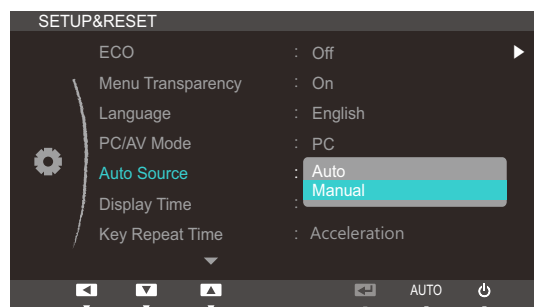 SETUP&RESET
ECO : Off
Menu Transparency : On
Language : English
PC/AV Mode : PC
Auto Source : Auto
Manual
Display Time :
Key Repeat Time : Acceleration
AUTO